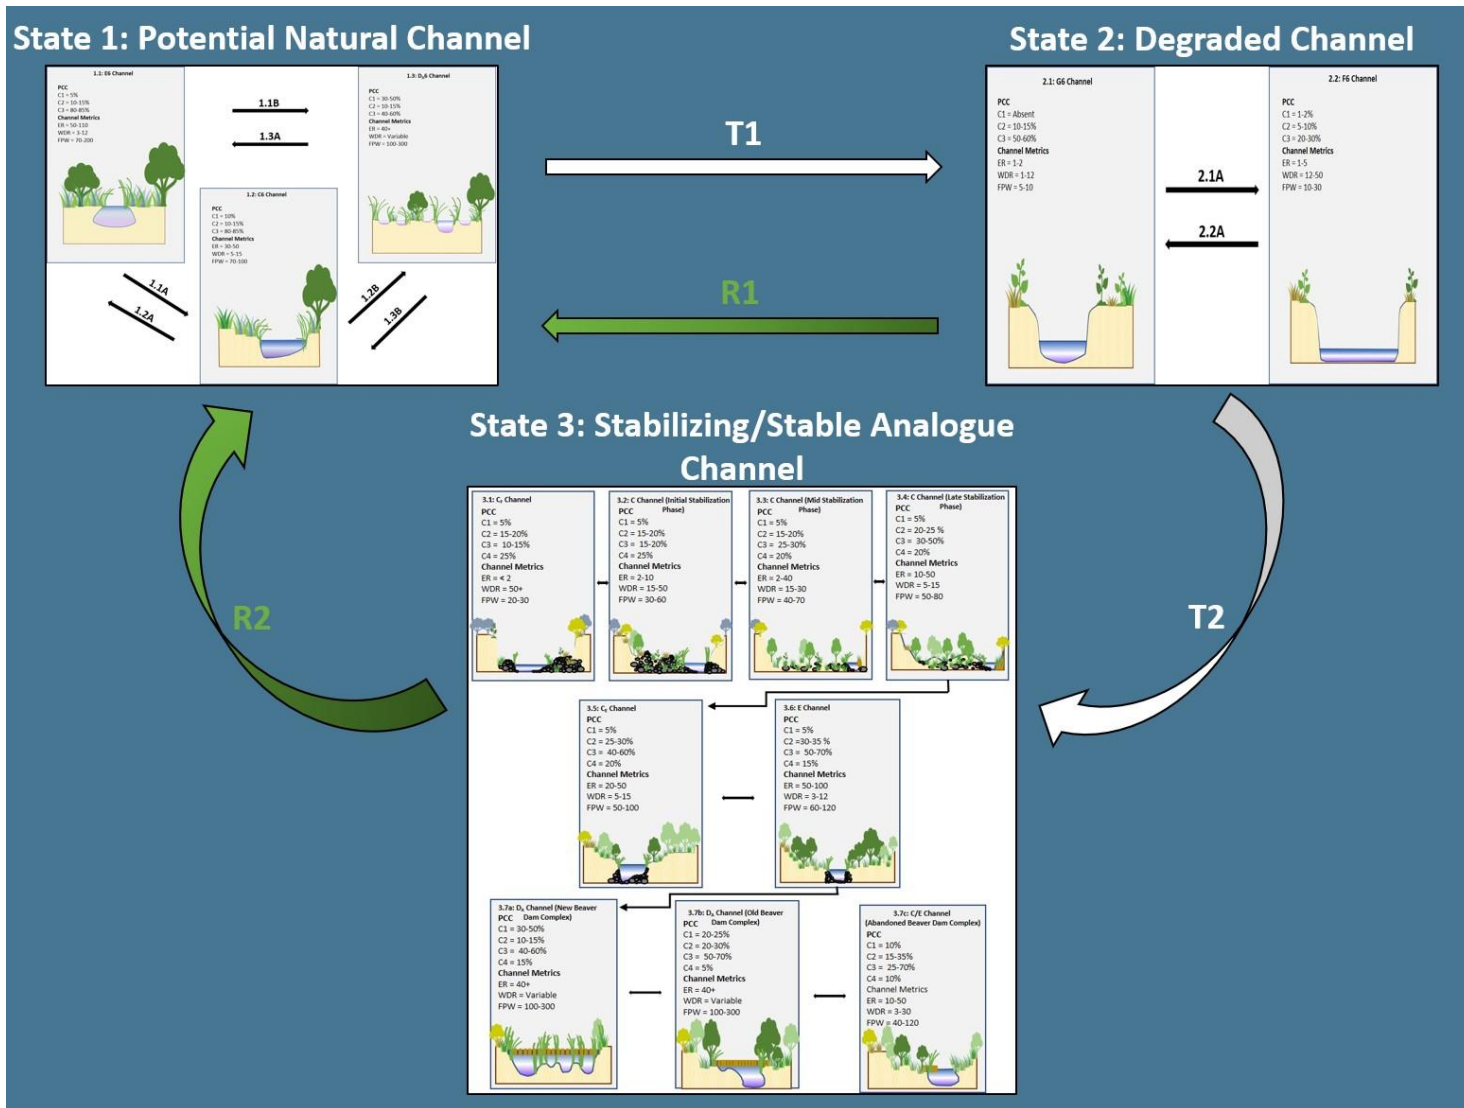 State 1: Potential Natural Channel
1.1: E6 Channel
PCC
C1 = 5%
C2 = 10-15%
C3 = 80-85%
Channel Metrics
ER = 50-110
WDR = 3-12
FPW = 70-200
1.1B
1.3A
1.3: DA6 Channel
PCC
C1 = 30-50%
C2 = 10-15%
C3 = 40-60%
Channel Metrics
ER = 40+
WDR = Variable
FPW = 100-300
1.2: C6 Channel
PCC
C1 = 10%
C2 = 10-15%
C3 = 80-85%
Channel Metrics
ER = 30-50
WDR = 5-15
FPW = 70-100
1.1A
1.2A
1.2B
1.3B
T1
R1
State 2: Degraded Channel
2.1: G6 Channel
PCC
C1 = Absent
C2 = 10-15%
C3 = 50-60%
Channel Metrics
ER = 1-2
WDR = 1-12
FPW = 5-10
2.1A
2.2A
2.2: F6 Channel
PCC
C1 = 1-2%
C2 = 5-10%
C3 = 20-30%
Channel Metrics
ER = 1-5
WDR = 12-50
FPW = 10-30
R2
T2
State 3: Stabilizing/Stable Analogue
Channel
3.1: CF Channel
PCC
C1 = 5%
C2 = 15-20%
C3 = 10-15%
C4 = 25%
Channel Metrics
ER = < 2
WDR = 50+
FPW = 20-30
3.2: C Channel (Initial Stabilization
Phase)
PCC
C1 = 5%
C2 = 15-20%
C3 = 15-20%
C4 = 25%
Channel Metrics
ER = 2-10
WDR = 15-50
FPW = 30-60
3.3: C Channel (Mid Stabilization
Phase)
PCC
C1 = 5%
C2 = 15-20%
C3 = 25-30%
C4 = 20%
Channel Metrics
ER = 2-40
WDR = 15-30
FPW = 40-70
3.4: C Channel (Late Stabilization
Phase)
PCC
C1 = 5%
C2 = 20-25 %
C3 = 30-50%
C4 = 20%
Channel Metrics
ER = 10-50
WDR = 5-15
FPW = 50-80
3.5: CE Channel
PCC
C1 = 5%
C2 = 25-30%
C3 = 40-60%
C4 = 20%
Channel Metrics
ER = 20-50
WDR = 5-15
FPW = 50-100
3.6: E Channel
PCC
C1 = 5%
C2 =30-35 %
C3 = 50-70%
C4 = 15%
Channel Metrics
ER = 50-100
WDR = 3-12
FPW = 60-120
3.7a: DA Channel (New Beaver
Dam Complex)
PCC
C1 = 30-50%
C2 = 10-15%
C3 = 40-60%
C4 = 15%
Channel Metrics
ER = 40+
WDR = Variable
FPW = 100-300
3.7b: DA Channel (Old Beaver
Dam Complex)
PCC
C1 = 20-25%
C2 = 20-30%
C3 = 50-70%
C4 = 5%
Channel Metrics
ER = 40+
WDR = Variable
FPW = 100-300
3.7c: C/E Channel
(Abandoned Beaver Dam Complex)
PCC
C1 = 10%
C2 = 15-35%
C3 = 25-70%
C4 = 10%
Channel Metrics
ER = 10-50
WDR = 3-30
FPW = 40-120